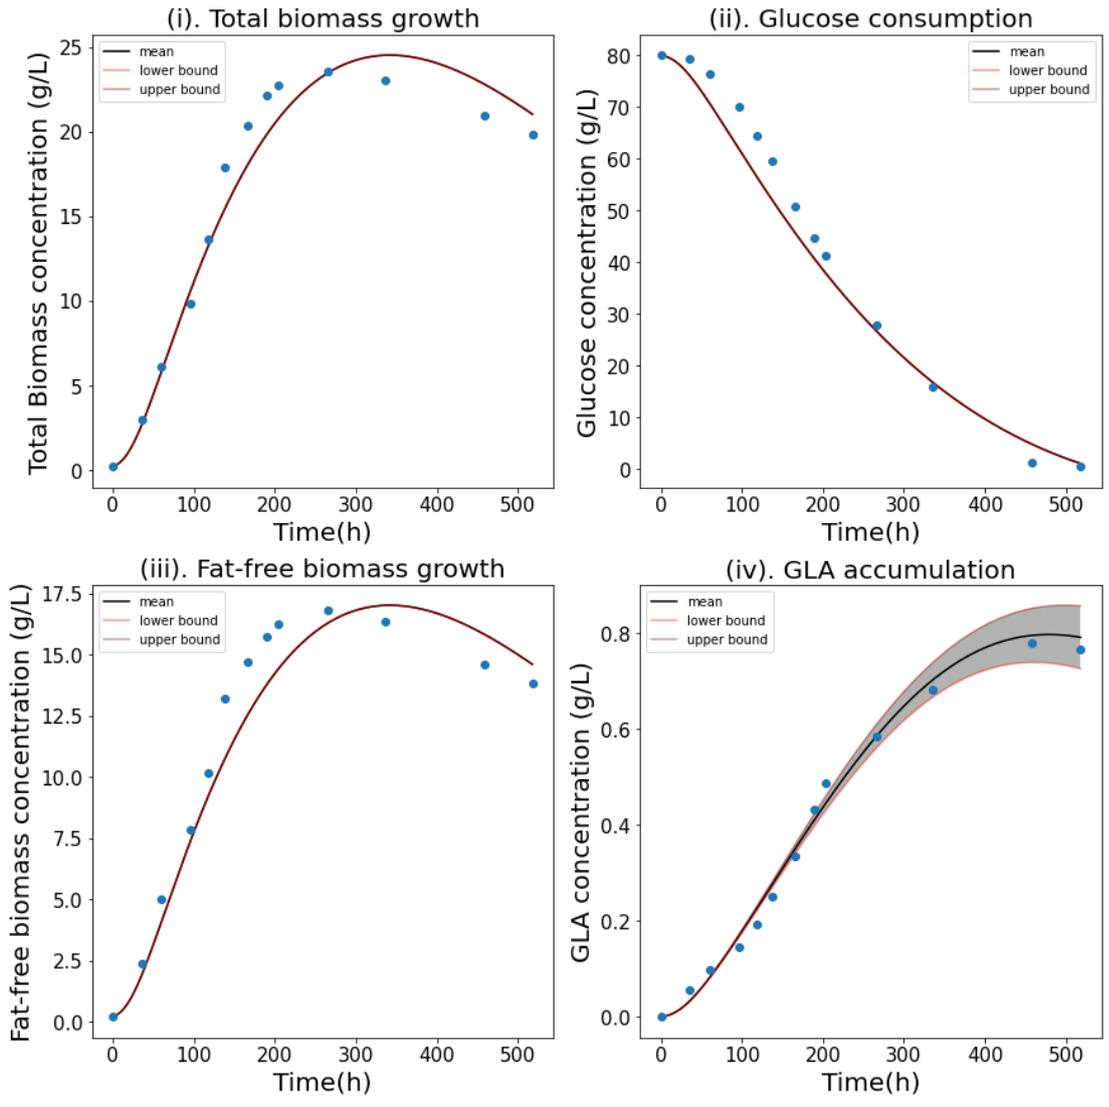 (i). Total biomass growth
Total Biomass concentration (g/L)
25
20
15
10
5
0
mean
lower bound
upper bound
0 100 200 300 400 500
Time(h)
(ii). Glucose consumption
Glucose concentration (g/L)
80
70
60
50
40
30
20
10
0
mean
lower bound
upper bound
0 100 200 300 400 500
Time(h)
(iii). Fat-free biomass growth
Fat-free biomass concentration (g/L)
17.5
15.0
12.5
10.0
7.5
5.0
2.5
0.0
mean
lower bound
upper bound
0 100 200 300 400 500
Time(h)
(iv). GLA accumulation
GLA concentration (g/L)
0.8
0.6
0.4
0.2
0.0
mean
lower bound
upper bound
0 100 200 300 400 500
Time(h)